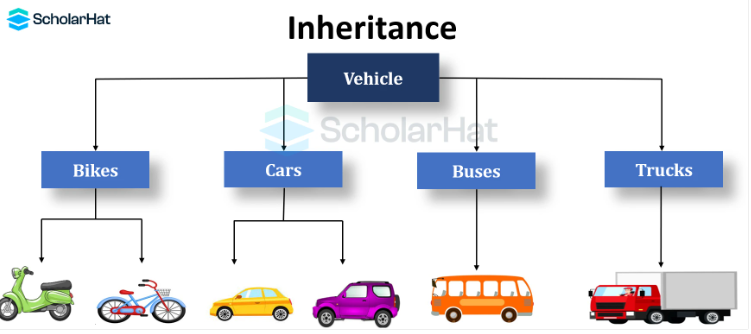 ScholarHat
Inheritance
Vehicle
ScholarHat
Bikes
Cars
Buses
Trucks